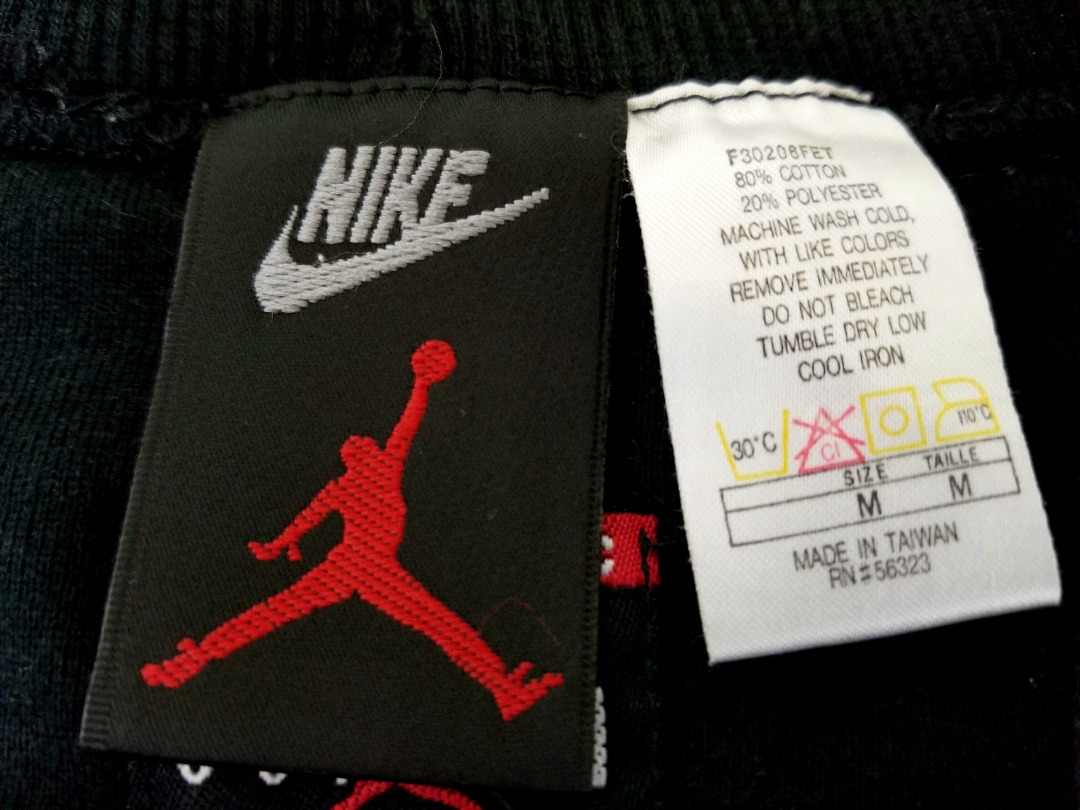 NIKE
F30208FET
80% COTTON
20% POLYESTER
MACHINE WASH COLD,
WITH LIKE COLORS
REMOVE IMMEDIATELY
DO NOT BLEACH
TUMBLE DRY LOW
COOL IRON
30°C Cl 110°C
SIZE TAILLE
M M
MADE IN TAIWAN
RN#56323